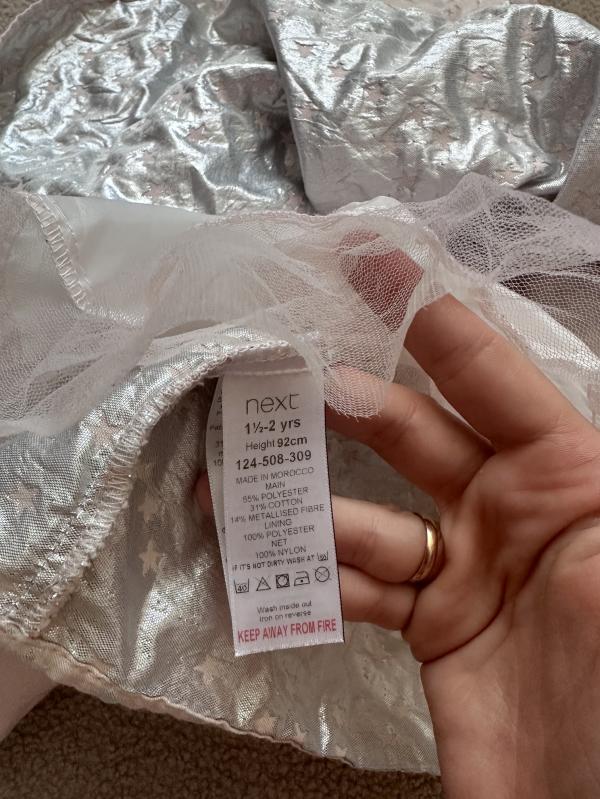 next
1½-2 yrs
Height 92cm
124-508-309
MADE IN MOROCCO
MAIN
55% POLYESTER
31% COTTON
14% METALLISED FIBRE
LINING
100% POLYESTER
NET
100% NYLON
IF IT'S NOT DIRTY WASH AT 30
40
Wash inside out
iron on reverse
KEEP AWAY FROM FIRE